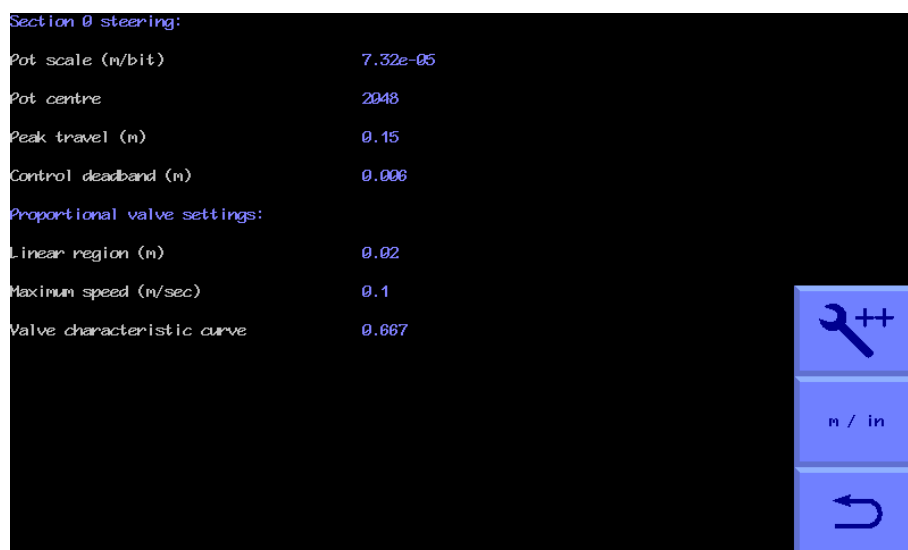 Section 0 steering:
Pot scale (m/bit) 7.32e-05
Pot centre 2048
Peak travel (m) 0.15
Control deadband (m) 0.006
Proportional valve settings:
Linear region (m) 0.02
Maximum speed (m/sec) 0.1
Valve characteristic curve 0.667
++
m / in